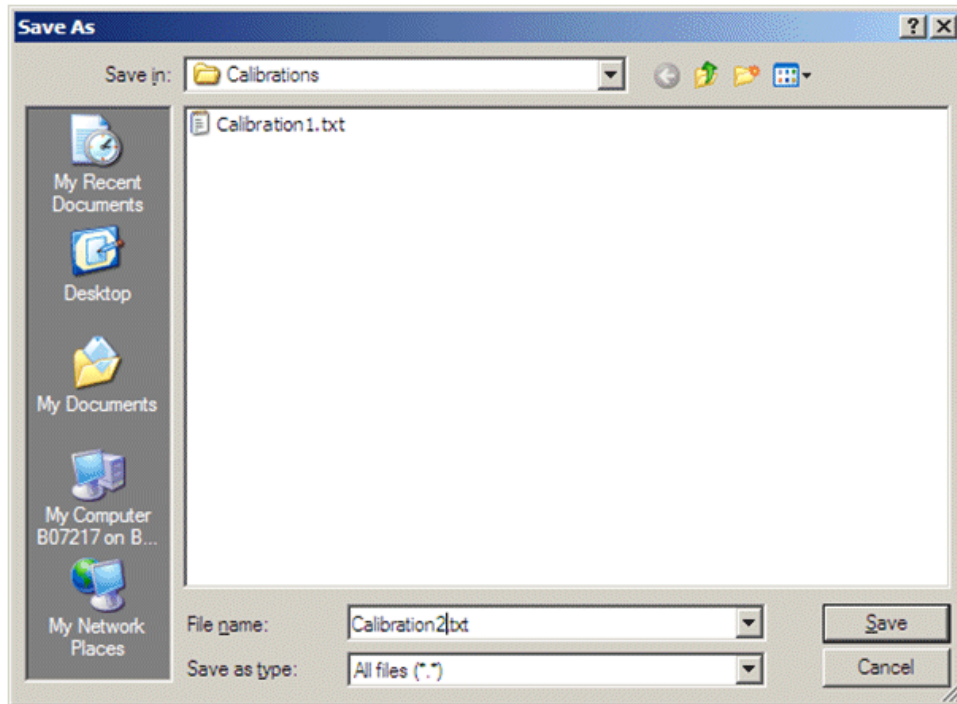 Save As
Save in:
Calibrations
Calibration1.txt
My Recent
Documents
Desktop
My Documents
My Computer
B07217 on B...
My Network
Places
File name:
Calibration2.txt
Save
Save as type:
All files (*.*)
Cancel